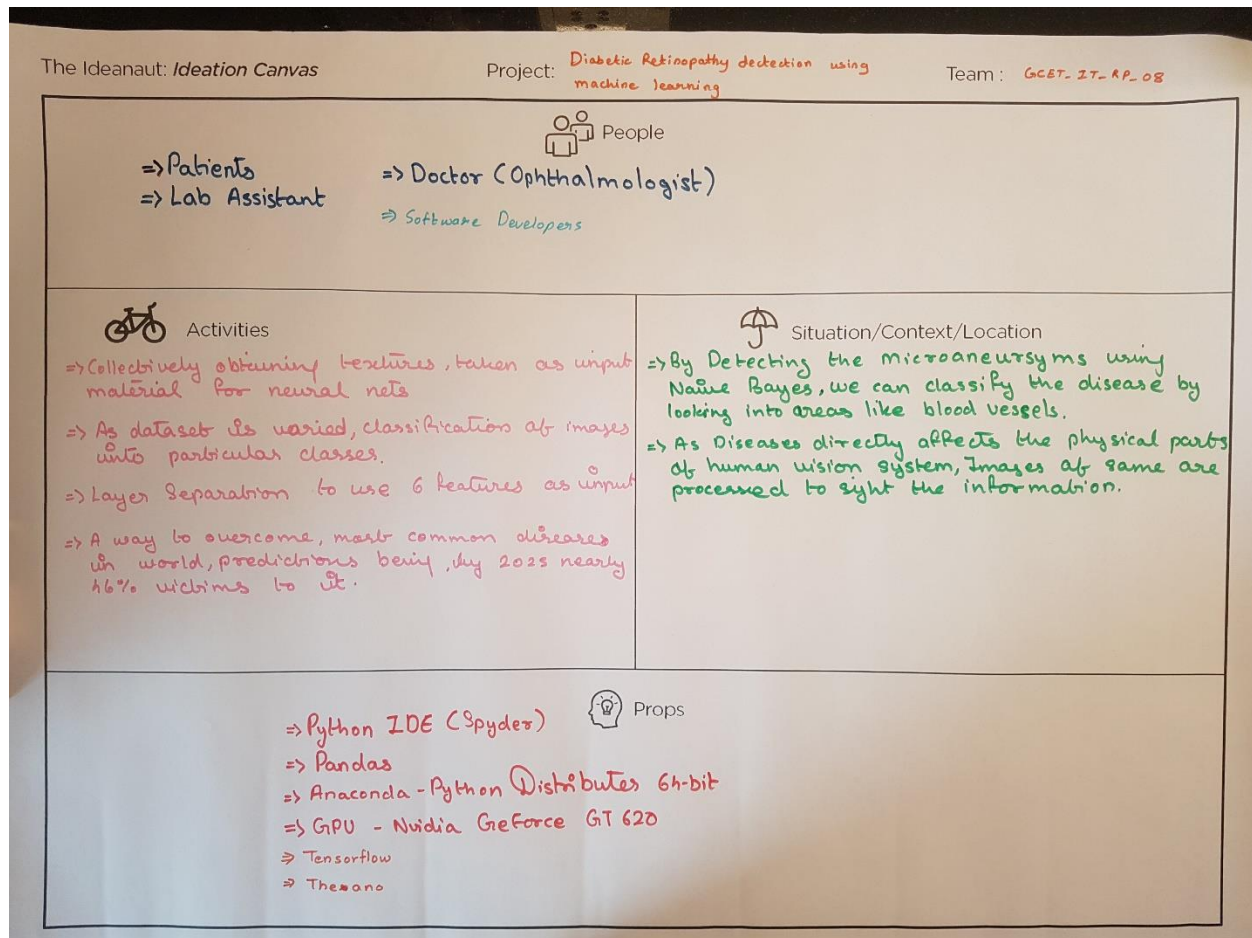 The Ideanaut: Ideation Canvas
Project: Diabetic Retinopathy dectection using
machine learning
Team : GCET_IT_RP_08
People
=> Patients
=> Lab Assistant
=> Doctor (Ophthalmologist)
=> Software Developers
Activities
=> Collectively obtaining textures, taken as input
material for neural nets
=> As dataset is varied, classification of images
into particular classes.
=> Layer Separation to use 6 features as input
=> A way to overcome, most common diseases
in world, predictions being, by 2025 nearly
46% victims to it.
Situation/Context/Location
=> By Detecting the microaneursyms using
Naive Bayes, we can classify the disease by
looking into areas like blood vessels.
=> As Diseases directly affects the physical parts
of human vision system, Images of same are
processed to sight the information.
Props
=> Python IDE (Spyder)
=> Pandas
=> Anaconda - Python Distributes 64-bit
=> GPU - Nvidia GeForce GT 620
=> Tensorflow
=> Theano